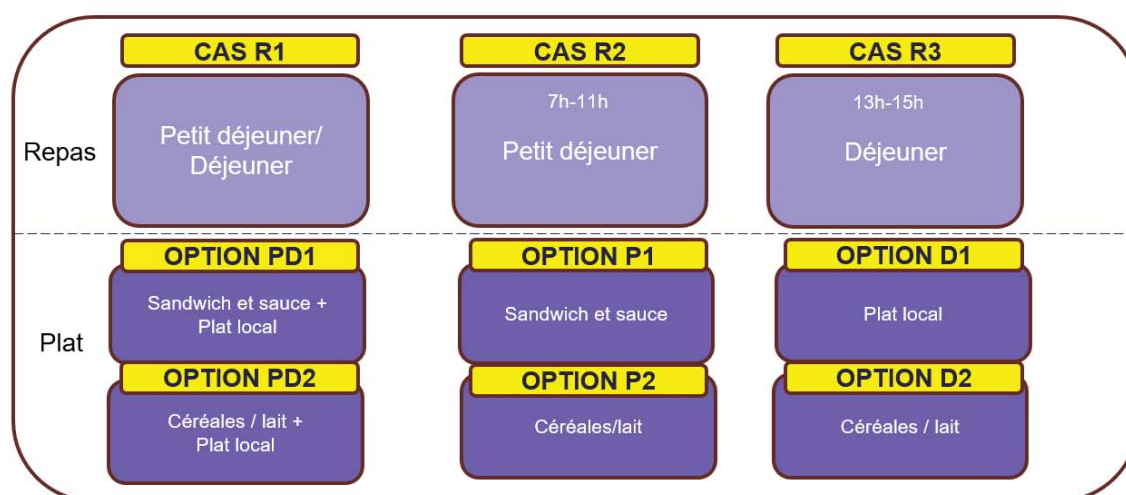 CAS R1
CAS R2
CAS R3
Repas
Petit déjeuner/
Déjeuner
7h-11h
Petit déjeuner
13h-15h
Déjeuner
OPTION PD1
OPTION P1
OPTION D1
Plat
Sandwich et sauce +
Plat local
Sandwich et sauce
Plat local
OPTION PD2
OPTION P2
OPTION D2
Céréales / lait +
Plat local
Céréales/lait
Céréales / lait